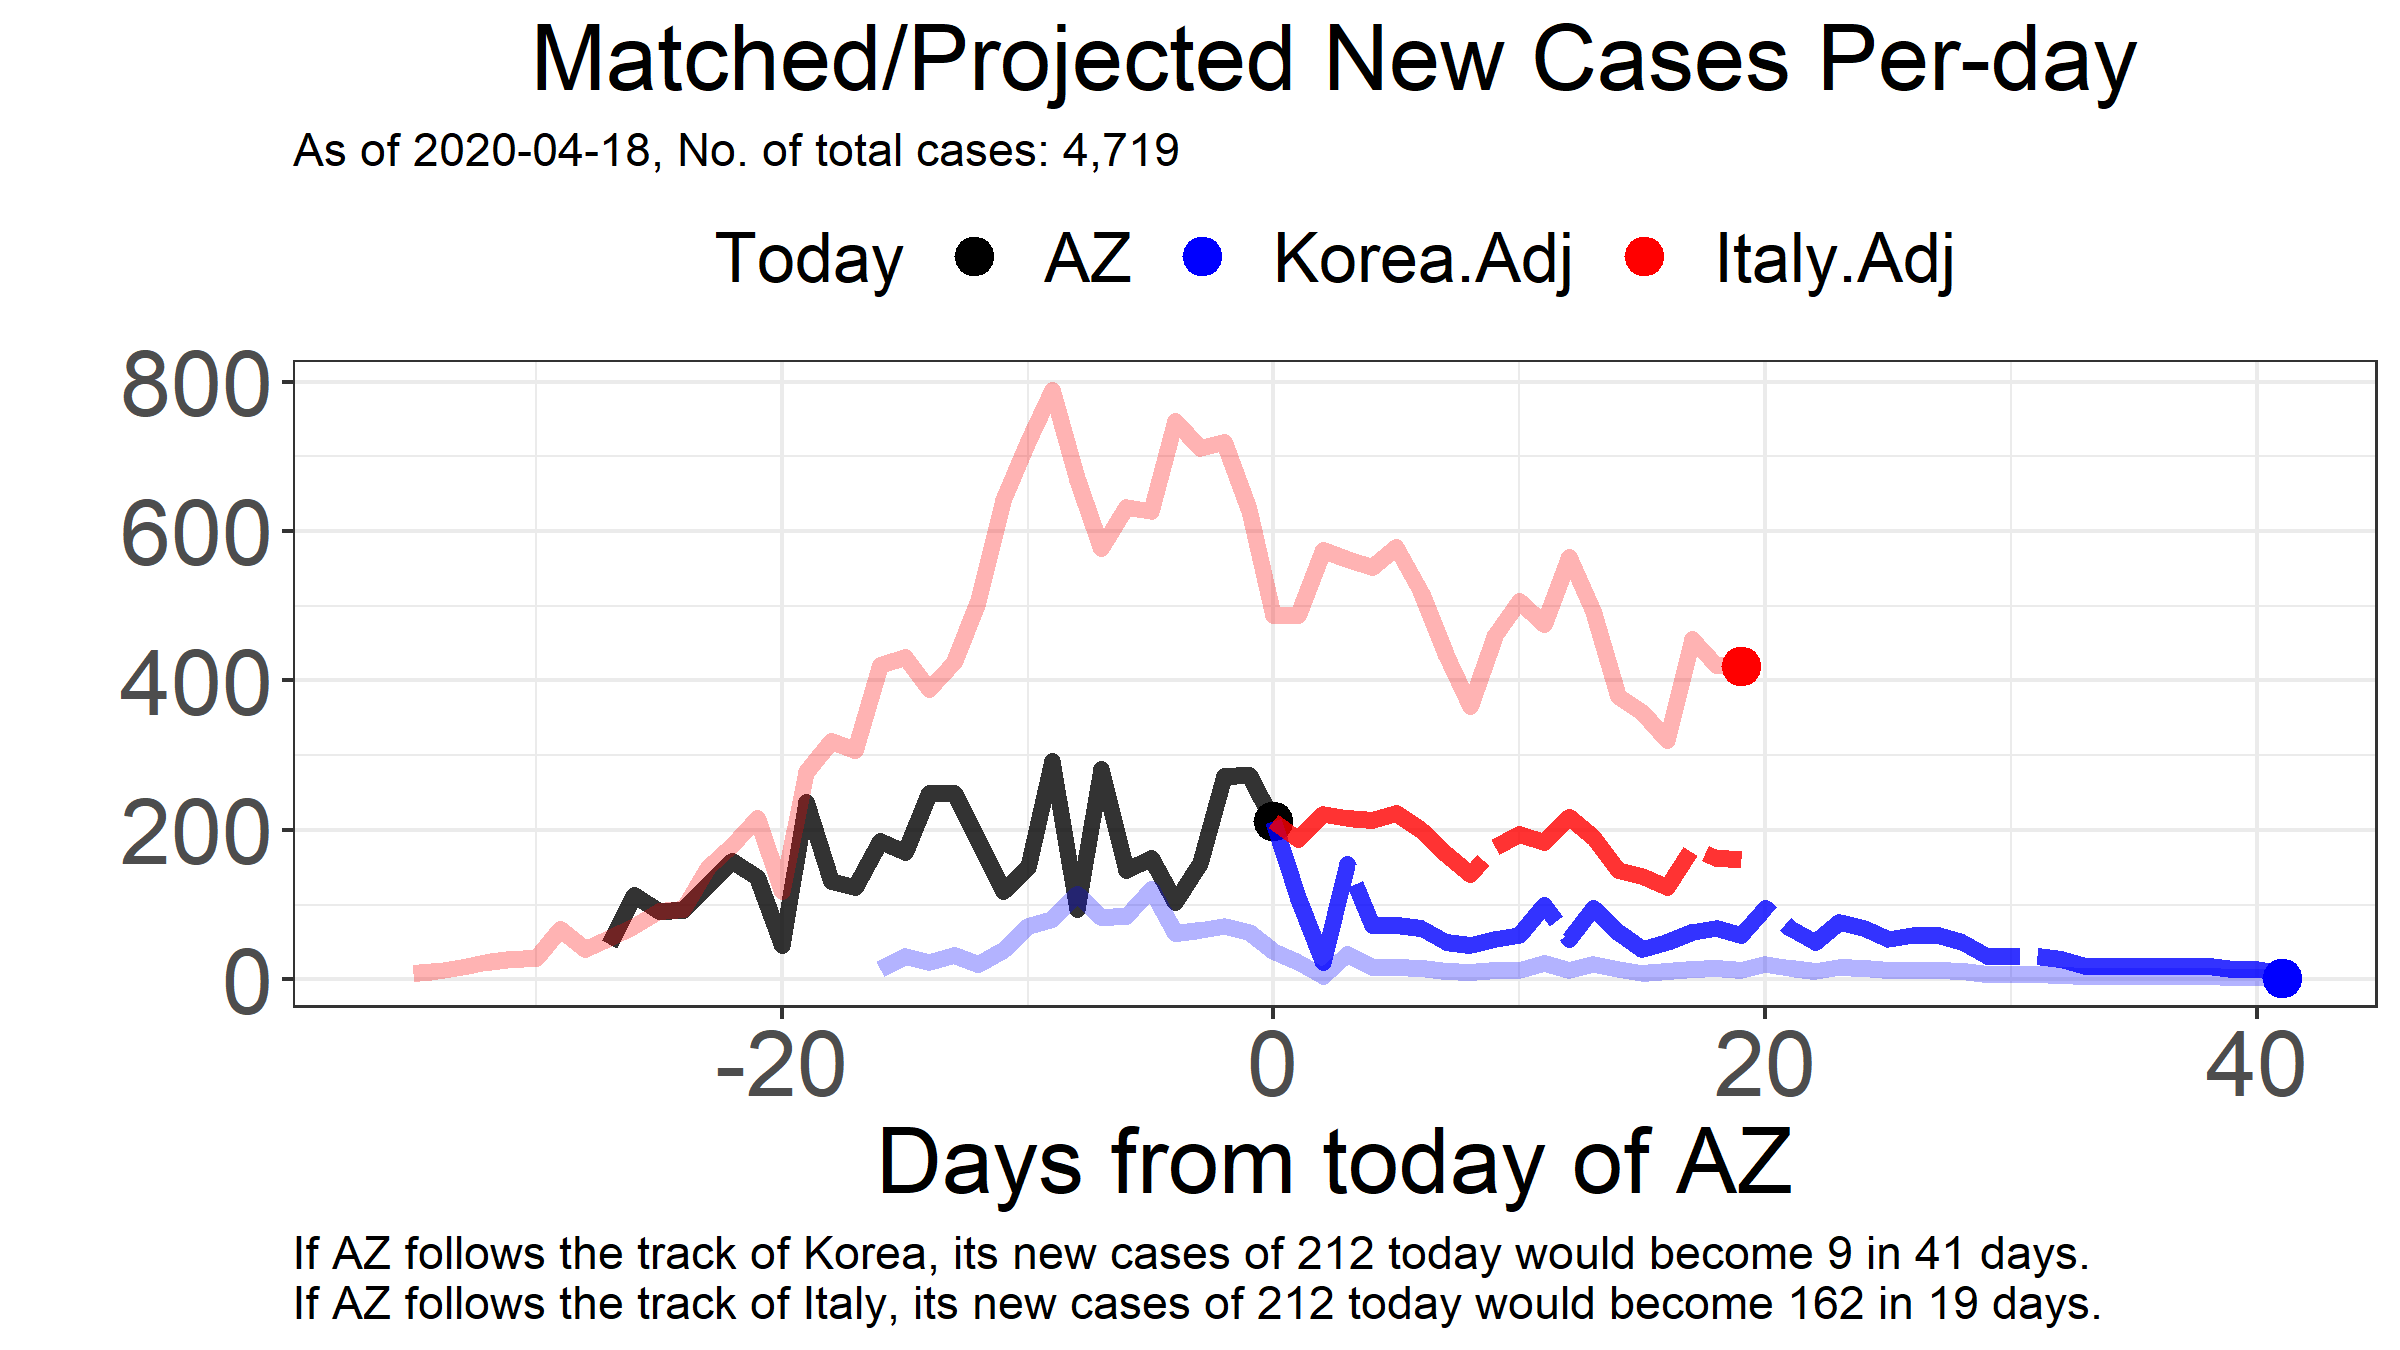 Matched/Projected New Cases Per-day
As of 2020-04-18, No. of total cases: 4,719
Today AZ Korea.Adj Italy.Adj
800
600
400
200
0
-20 0 20 40
Days from today of AZ
If AZ follows the track of Korea, its new cases of 212 today would become 9 in 41 days.
If AZ follows the track of Italy, its new cases of 212 today would become 162 in 19 days.